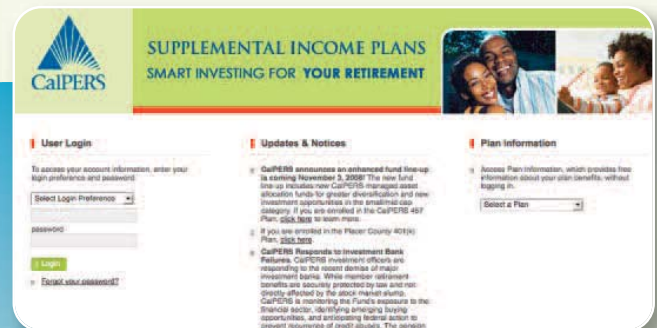 CalPERS
SUPPLEMENTAL INCOME PLANS
SMART INVESTING FOR YOUR RETIREMENT
User Login
To access your account information, enter your
login preference and password
Select Login Preference
password
Login
Forgot your password?
Updates & Notices
CalPERS announces an enhanced fund line-up
is coming November 3, 2008! The new fund
line-up includes new CalPERS-managed asset
allocation funds for greater diversification and new
investment opportunities in the small/mid cap
category. If you are enrolled in the CalPERS 457
Plan, click here to learn more.
If you are enrolled in the Placer County 401(k)
Plan, click here.
CalPERS Responds to Investment Bank
Failures. CalPERS investment officers are
responding to the recent demise of major
investment banks. While member retirement
benefits are securely protected by law and not
directly affected by the stock market slump,
CalPERS is monitoring the Fund's exposure to the
financial sector, identifying emerging buying
opportunities, and anticipating federal action to
prevent recurrence of credit abuses. The pension
Plan Information
Access Plan Information, which provides free
information about your plan benefits, without
logging in.
Select a Plan